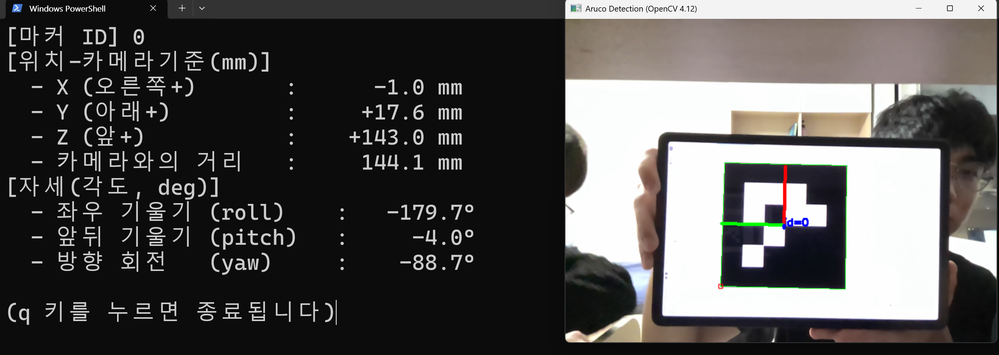 Windows PowerShell
[마커 ID] 0
[위치-카메라기준(mm)]
- X (오른쪽+) : -1.0 mm
- Y (아래+) : +17.6 mm
- Z (앞+) : +143.0 mm
- 카메라와의 거리 : 144.1 mm
[자세(각도, deg)]
- 좌우 기울기 (roll) : -179.7°
- 앞뒤 기울기 (pitch) : -4.0°
- 방향 회전 (yaw) : -88.7°
(q 키를 누르면 종료됩니다)
Aruco Detection (OpenCV 4.12)
id=0